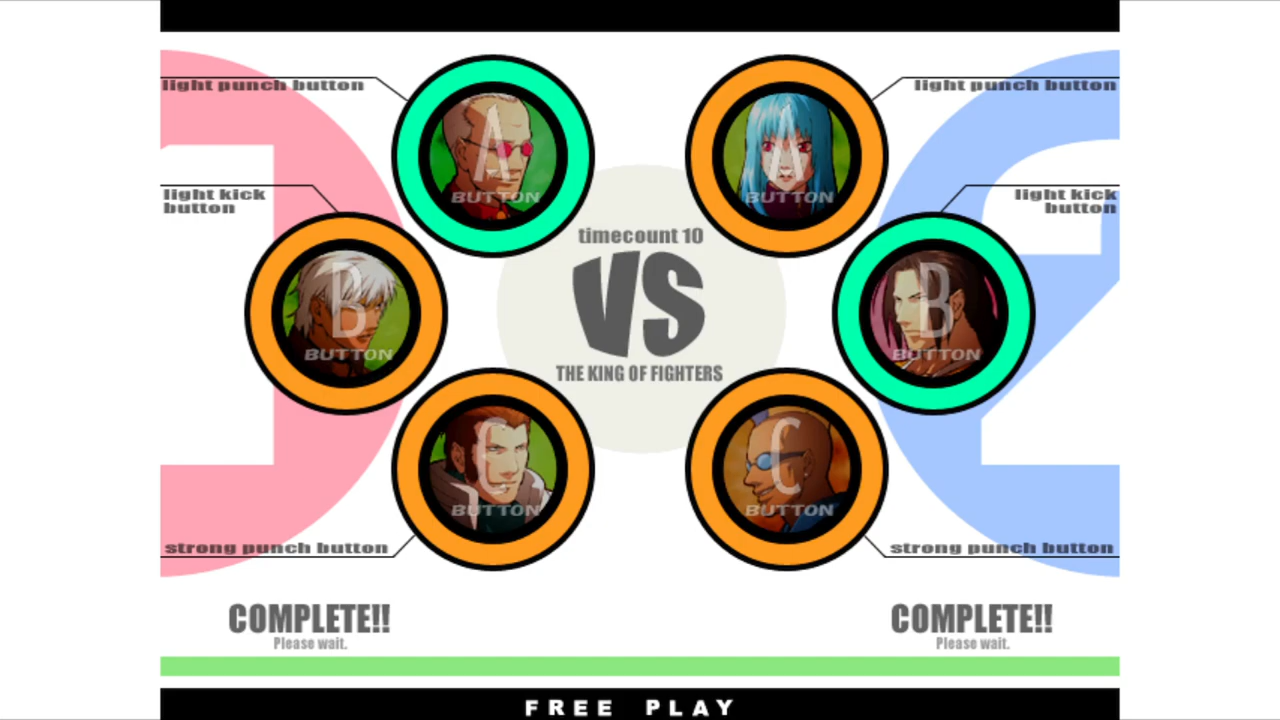 light punch button
light punch button
A
BUTTON
A
BUTTON
light kick
button
light kick
button
timecount 10
VS
THE KING OF FIGHTERS
B
BUTTON
B
BUTTON
C
BUTTON
C
BUTTON
strong punch button
strong punch button
1
2
COMPLETE!!
Please wait.
COMPLETE!!
Please wait.
FREE PLAY